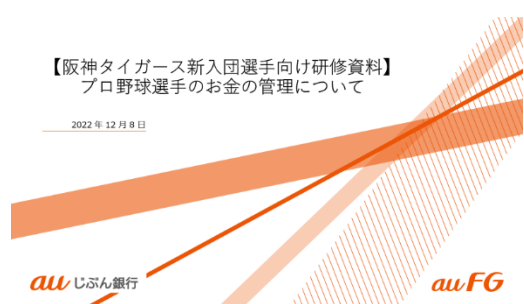 【阪神タイガース新入団選手向け研修資料】
プロ野球選手のお金の管理について
2022年12月8日
au じぶん銀行
auFG